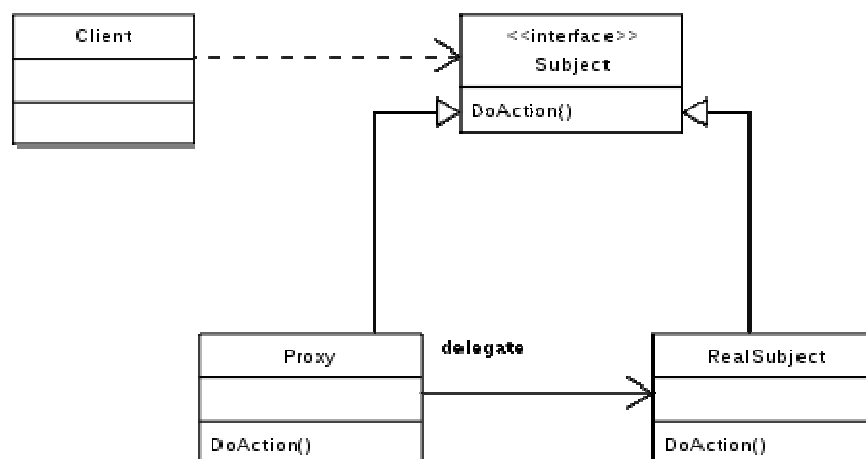 Client
<<interface>>
Subject
DoAction()
delegate
Proxy
RealSubject
DoAction()
DoAction()